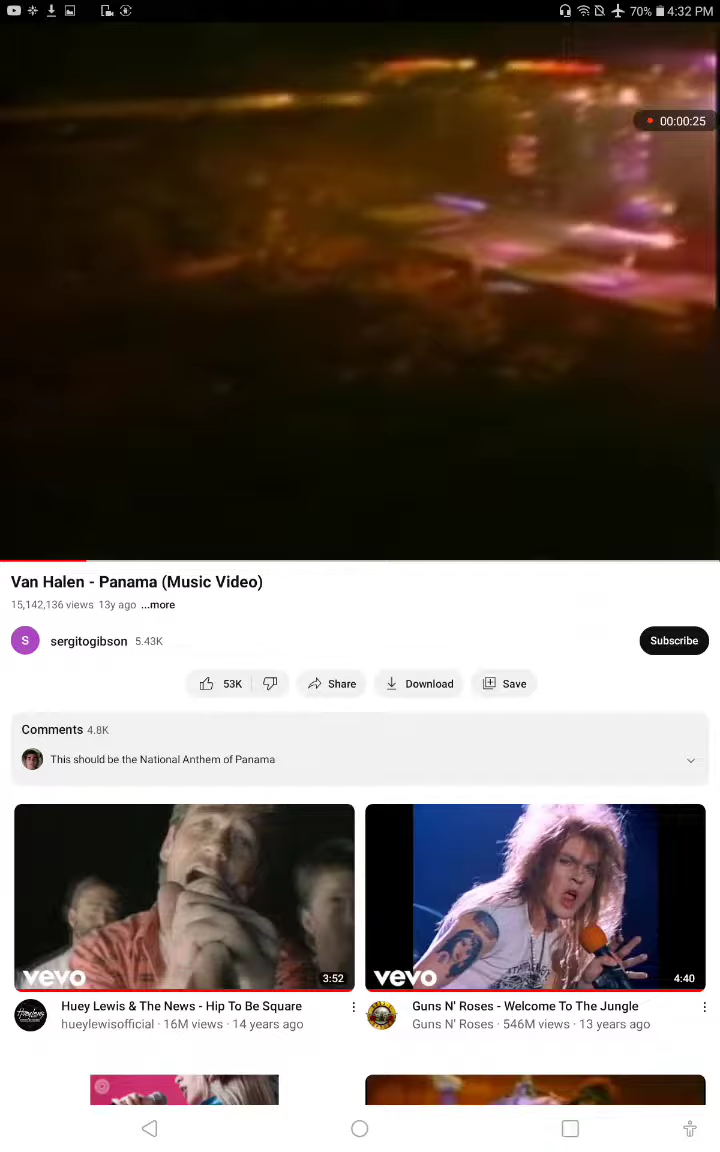 70% 4:32 PM
00:00:25
Van Halen - Panama (Music Video)
15,142,136 views 13y ago ...more
S sergitogibson 5.43K Subscribe
53K Share Download Save
Comments 4.8K
This should be the National Anthem of Panama
vevo 3:52
vevo 4:40
Huey Lewis & The News - Hip To Be Square
hueylewisofficial · 16M views · 14 years ago
Guns N' Roses - Welcome To The Jungle
Guns N' Roses · 546M views · 13 years ago